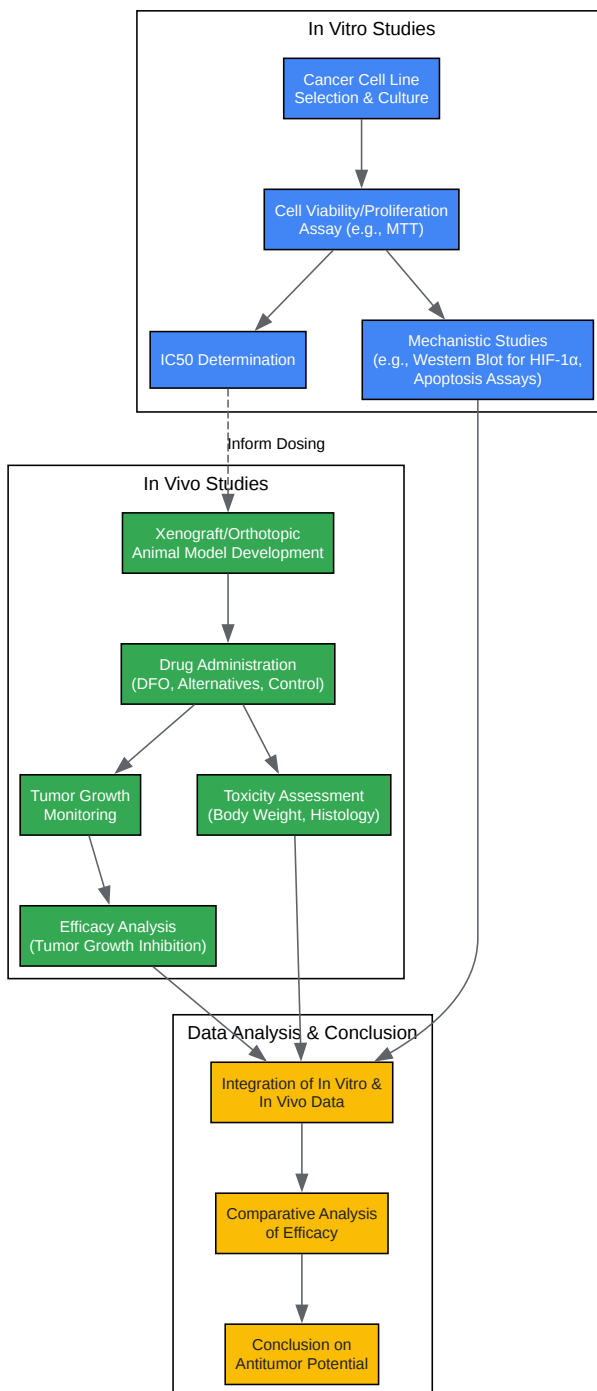 In Vitro Studies
Cancer Cell Line
Selection & Culture
Cell Viability/Proliferation
Assay (e.g., MTT)
IC50 Determination
Mechanistic Studies
(e.g., Western Blot for HIF-1α,
Apoptosis Assays)
Inform Dosing
In Vivo Studies
Xenograft/Orthotopic
Animal Model Development
Drug Administration
(DFO, Alternatives, Control)
Tumor Growth
Monitoring
Toxicity Assessment
(Body Weight, Histology)
Efficacy Analysis
(Tumor Growth Inhibition)
Data Analysis & Conclusion
Integration of In Vitro &
In Vivo Data
Comparative Analysis
of Efficacy
Conclusion on
Antitumor Potential